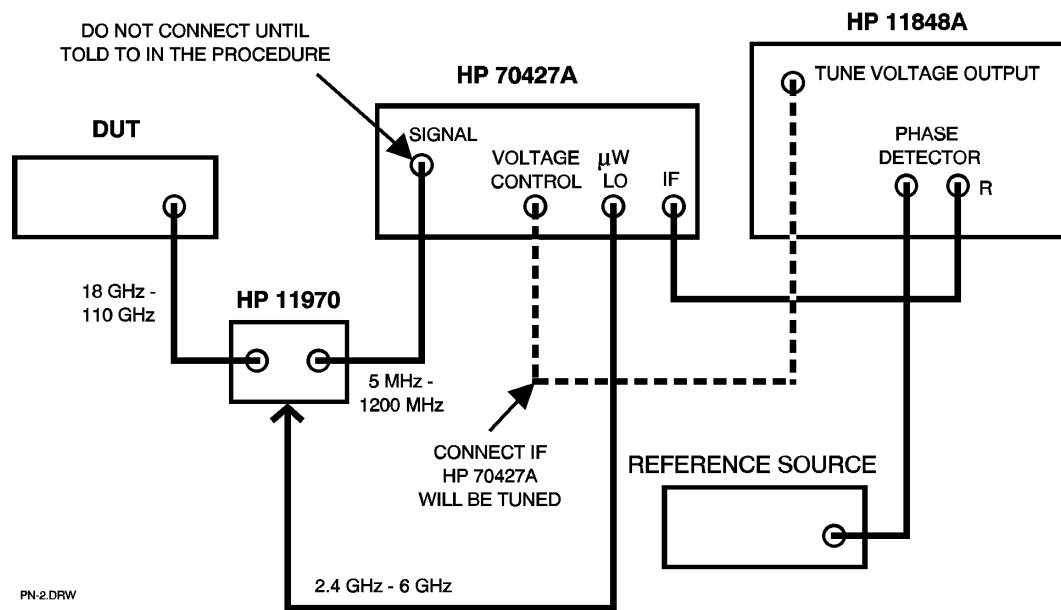 DO NOT CONNECT UNTIL
TOLD TO IN THE PROCEDURE
HP 11848A
HP 70427A
TUNE VOLTAGE OUTPUT
DUT
SIGNAL
VOLTAGE
CONTROL
μW
LO
IF
PHASE
DETECTOR
R
18 GHz -
110 GHz
HP 11970
5 MHz -
1200 MHz
CONNECT IF
HP 70427A
WILL BE TUNED
REFERENCE SOURCE
2.4 GHz - 6 GHz
PN-2.DRW